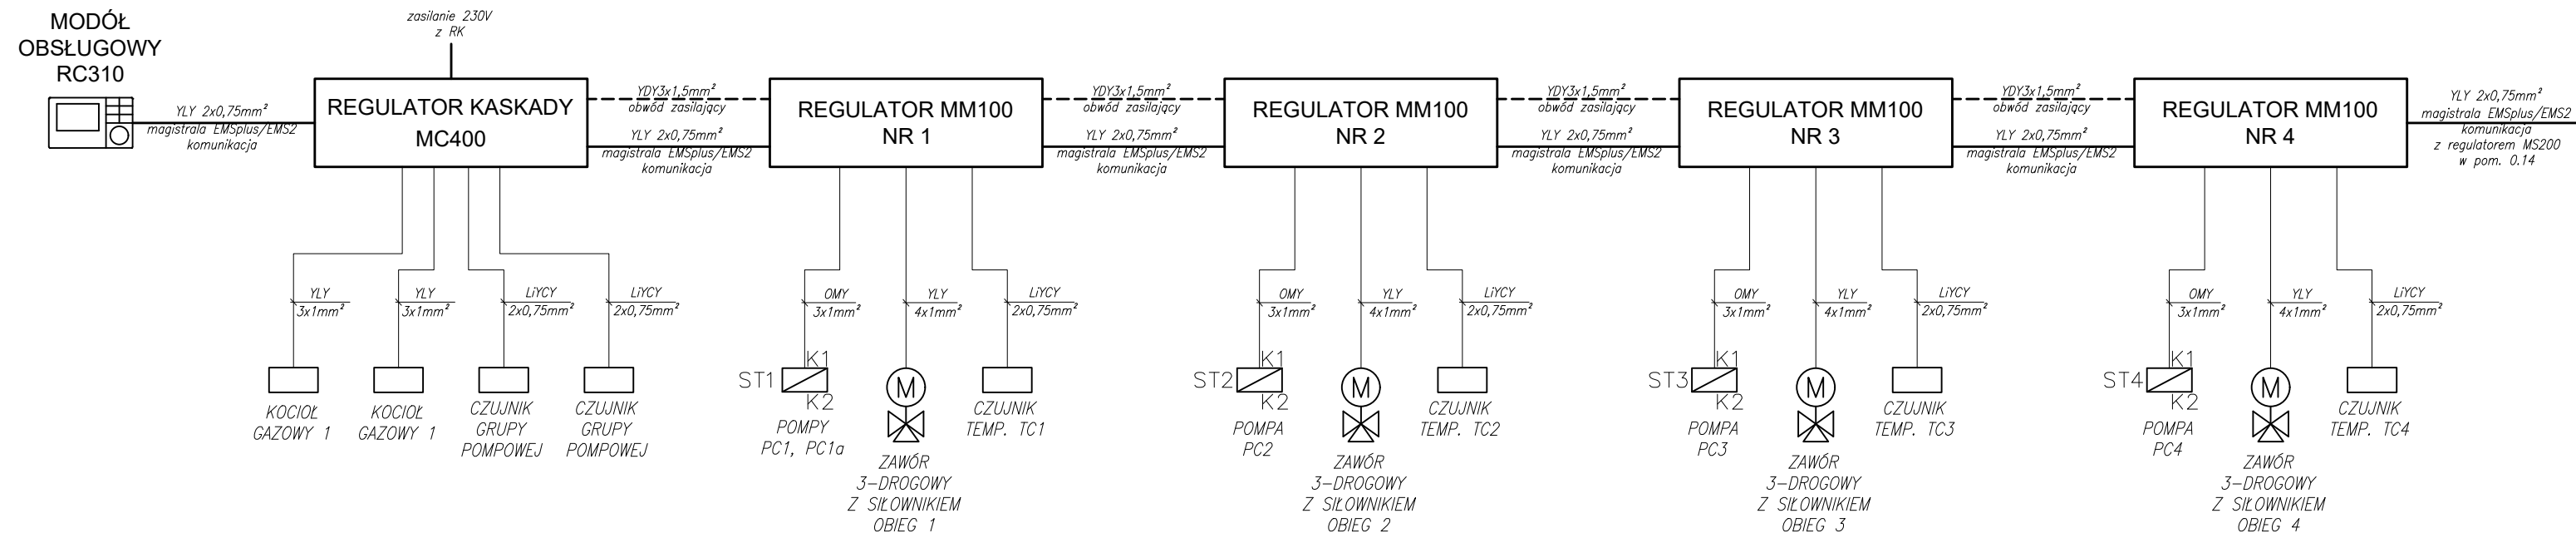 MODÓŁ
OBSŁUGOWY
RC310
zasilanie 230V
z RK
YLY 2x0,75mm²
magistrala EMSplus/EMS2
komunikacja
REGULATOR KASKADY
MC400
YDY3x1,5mm²
obwód zasilający
YLY 2x0,75mm²
magistrala EMSplus/EMS2
komunikacja
REGULATOR MM100
NR 1
YDY3x1,5mm²
obwód zasilający
YLY 2x0,75mm²
magistrala EMSplus/EMS2
komunikacja
REGULATOR MM100
NR 2
YDY3x1,5mm²
obwód zasilający
YLY 2x0,75mm²
magistrala EMSplus/EMS2
komunikacja
REGULATOR MM100
NR 3
YDY3x1,5mm²
obwód zasilający
YLY 2x0,75mm²
magistrala EMSplus/EMS2
komunikacja
REGULATOR MM100
NR 4
YLY 2x0,75mm²
magistrala EMSplus/EMS2
komunikacja
z regulatorem MS200
w pom. 0.14
YLY
3x1mm²
YLY
3x1mm²
LiYCY
2x0,75mm²
LiYCY
2x0,75mm²
OMY
3x1mm²
YLY
4x1mm²
LiYCY
2x0,75mm²
OMY
3x1mm²
YLY
4x1mm²
LiYCY
2x0,75mm²
OMY
3x1mm²
YLY
4x1mm²
LiYCY
2x0,75mm²
OMY
3x1mm²
YLY
4x1mm²
LiYCY
2x0,75mm²
KOCIOŁ
GAZOWY 1
KOCIOŁ
GAZOWY 1
CZUJNIK
GRUPY
POMPOWEJ
CZUJNIK
GRUPY
POMPOWEJ
K1
ST1
K2
POMPY
PC1, PC1a
M
ZAWÓR
3-DROGOWY
Z SIŁOWNIKIEM
OBIEG 1
CZUJNIK
TEMP. TC1
K1
ST2
K2
POMPA
PC2
M
ZAWÓR
3-DROGOWY
Z SIŁOWNIKIEM
OBIEG 2
CZUJNIK
TEMP. TC2
K1
ST3
K2
POMPA
PC3
M
ZAWÓR
3-DROGOWY
Z SIŁOWNIKIEM
OBIEG 3
CZUJNIK
TEMP. TC3
K1
ST4
K2
POMPA
PC4
M
ZAWÓR
3-DROGOWY
Z SIŁOWNIKIEM
OBIEG 4
CZUJNIK
TEMP. TC4